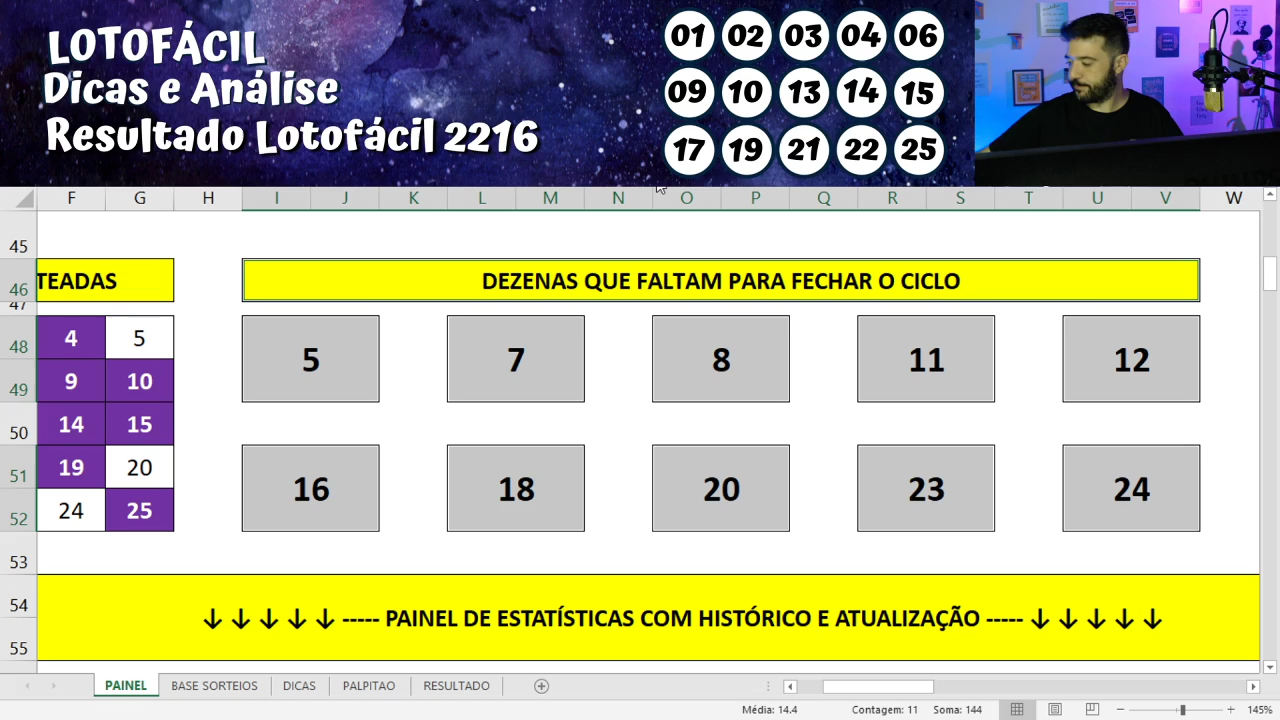 LOTOFÁCIL
Dicas e Análise
Resultado Lotofácil 2216
01 02 03 04 06
09 10 13 14 15
17 19 21 22 25
F G H I J K L M N O P Q R S T U V W
45
46 TEADAS DEZENAS QUE FALTAM PARA FECHAR O CICLO
47
48 4 5
5 7 8 11 12
49 9 10
50 14 15
51 19 20
16 18 20 23 24
52 24 25
53
54
↓ ↓ ↓ ↓ ↓ ----- PAINEL DE ESTATÍSTICAS COM HISTÓRICO E ATUALIZAÇÃO ----- ↓ ↓ ↓ ↓ ↓
55
PAINEL BASE SORTEIOS DICAS PALPITAO RESULTADO
Média: 14.4 Contagem: 11 Soma: 144 145%